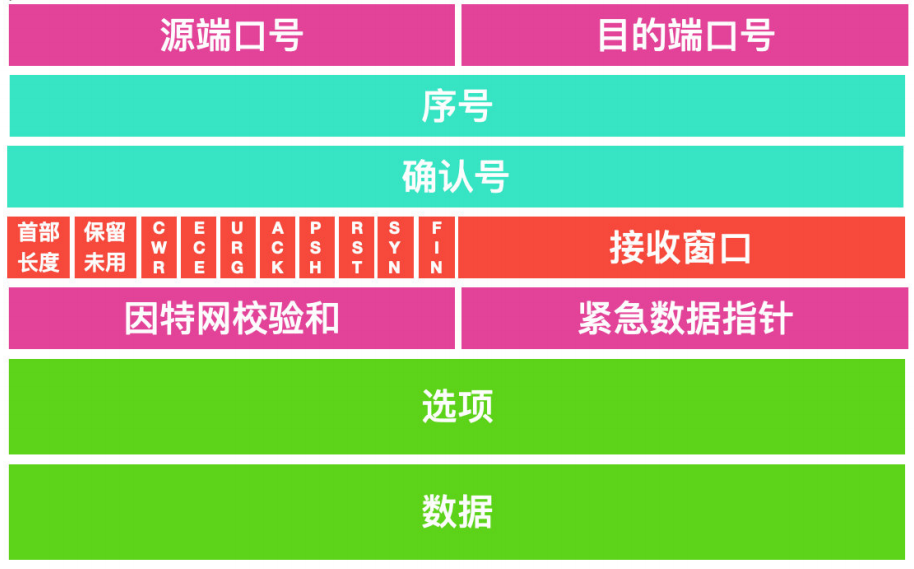 源端口号 目的端口号
序号
确认号
首部长度 保留未用 CWR ECE URG ACK PSH RST SYN FIN 接收窗口
因特网校验和 紧急数据指针
选项
数据